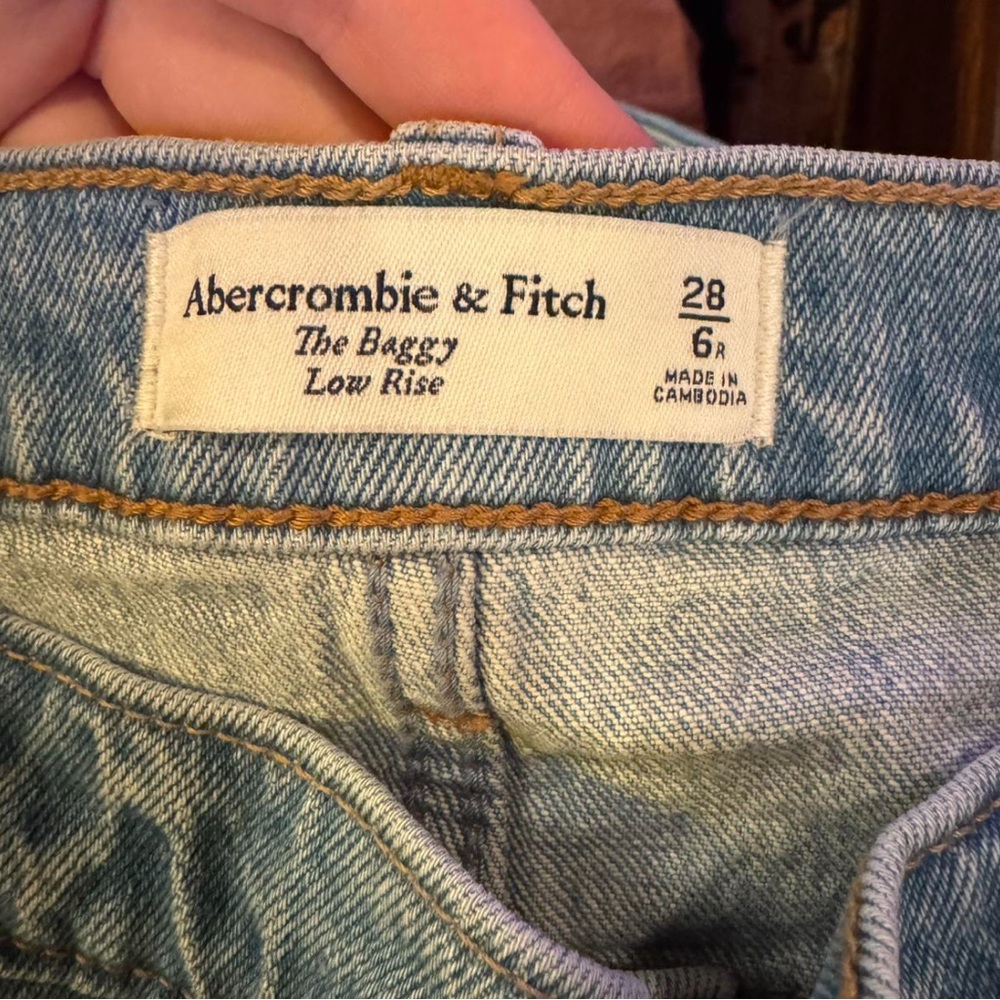 Abercrombie & Fitch
The Baggy
Low Rise
28
6R
MADE IN
CAMBODIA